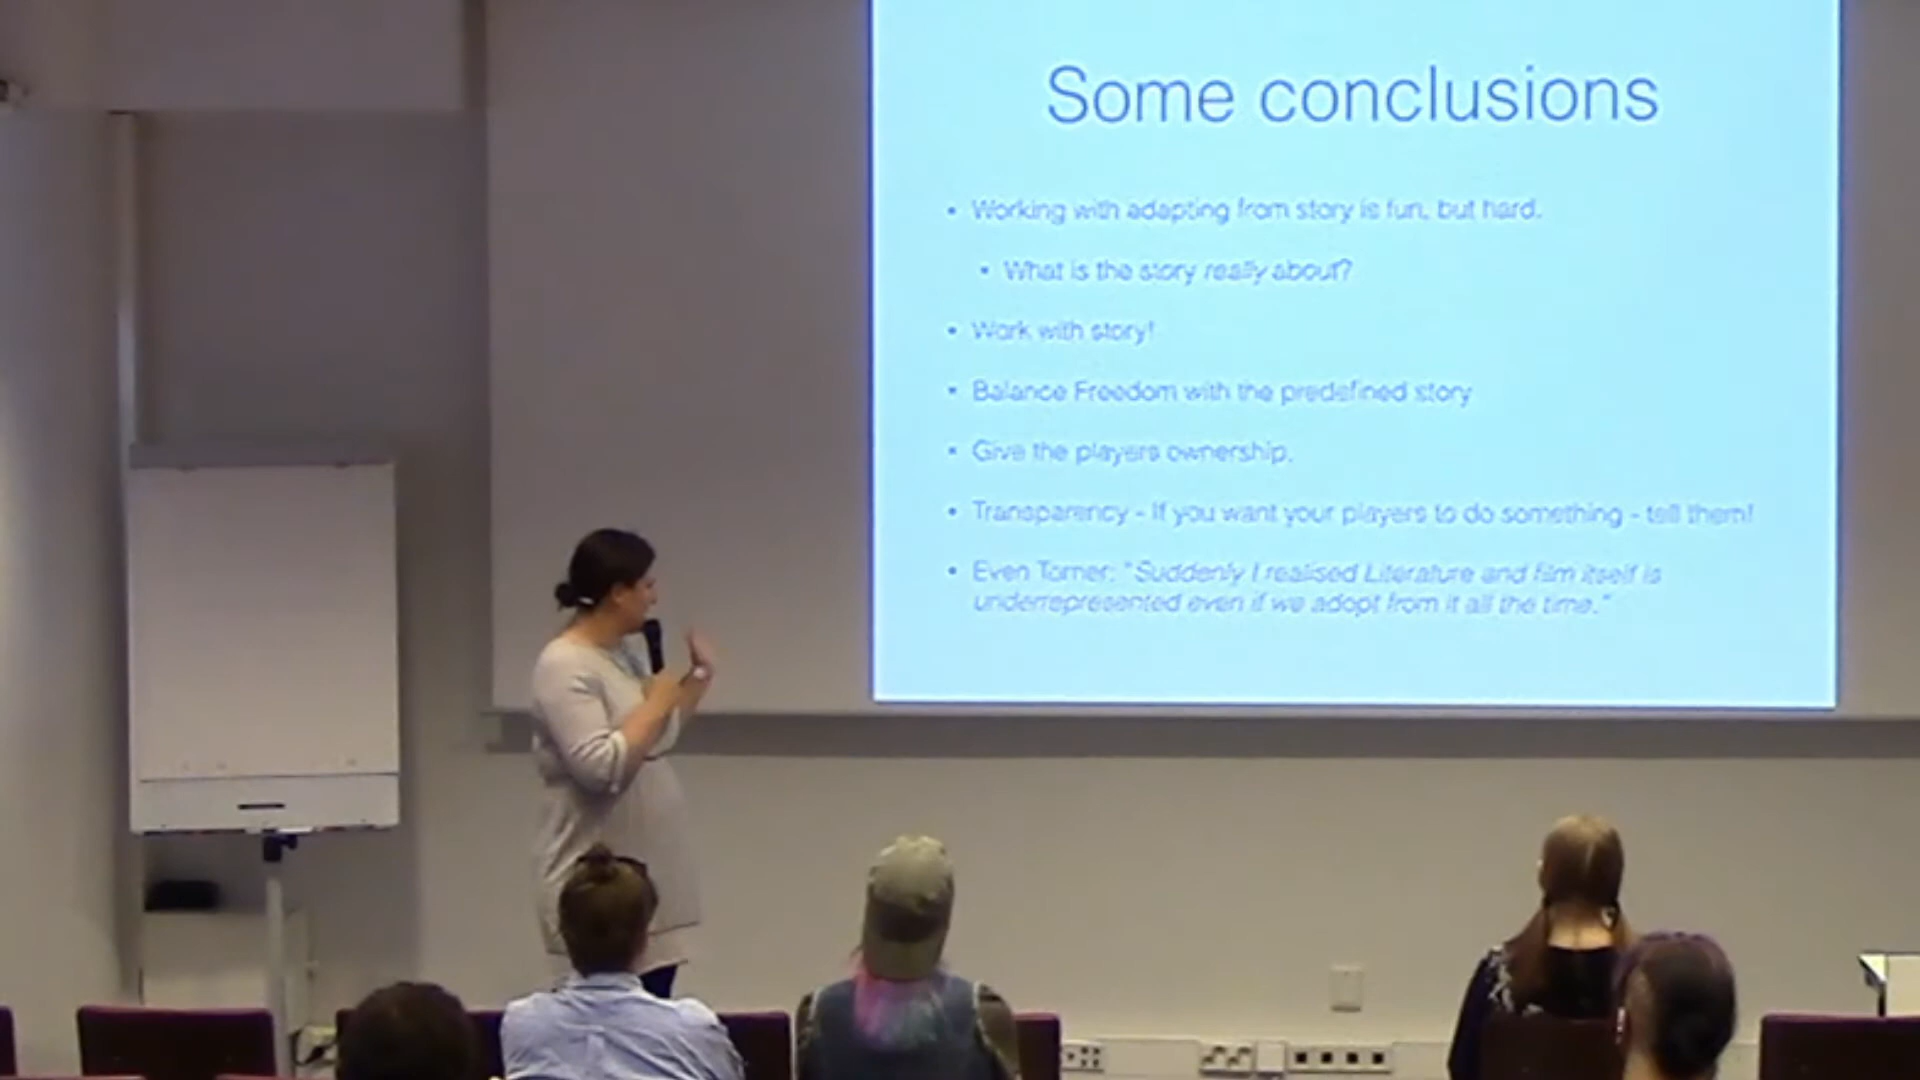 Some conclusions
• Working with adapting from story is fun, but hard.
• What is the story really about?
• Work with story!
• Balance Freedom with the predefined story
• Give the players ownership.
• Transparency - If you want your players to do something - tell them!
• Even Torner: "Suddenly I realised Literature and film itself is
underrepresented even if we adopt from it all the time."